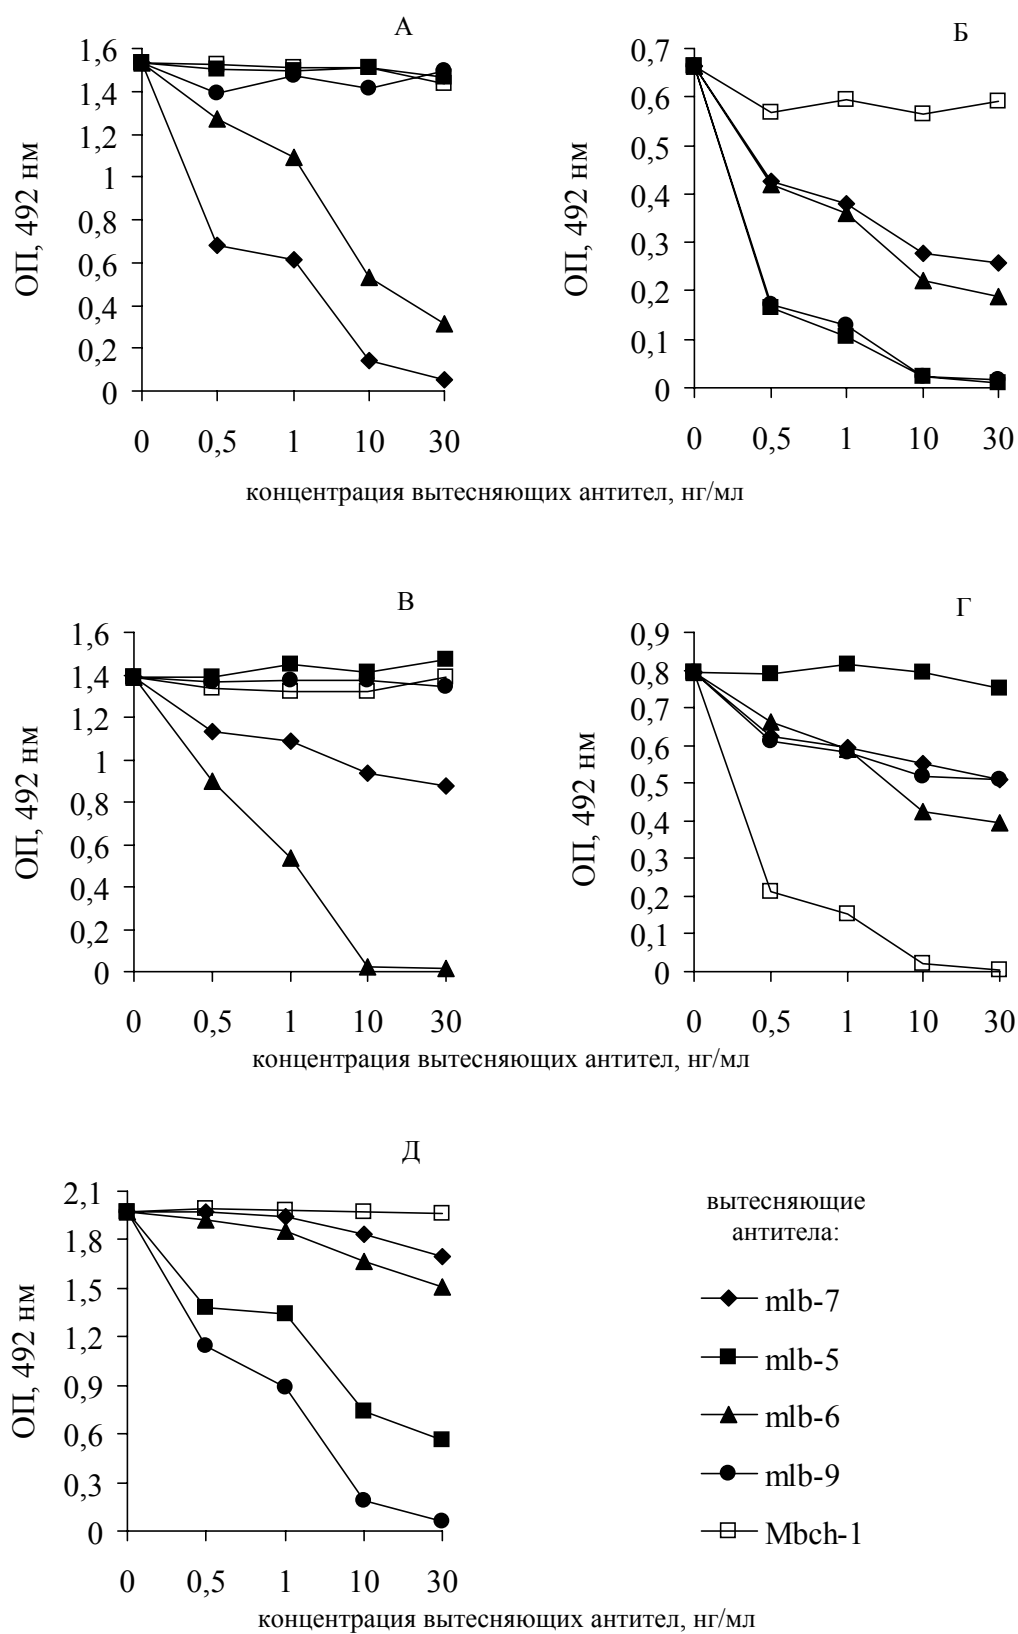 А
1,6
1,4
1,2
1
0,8
0,6
0,4
0,2
0
ОП, 492 нм
0 0,5 1 10 30
Б
0,7
0,6
0,5
0,4
0,3
0,2
0,1
0
ОП, 492 нм
0 0,5 1 10 30
концентрация вытесняющих антител, нг/мл
В
1,6
1,4
1,2
1
0,8
0,6
0,4
0,2
0
ОП, 492 нм
0 0,5 1 10 30
Г
0,9
0,8
0,7
0,6
0,5
0,4
0,3
0,2
0,1
0
ОП, 492 нм
0 0,5 1 10 30
концентрация вытесняющих антител, нг/мл
Д
2,1
1,8
1,5
1,2
0,9
0,6
0,3
0
ОП, 492 нм
0 0,5 1 10 30
концентрация вытесняющих антител, нг/мл
вытесняющие
антитела:
mlb-7
mlb-5
mlb-6
mlb-9
Mbch-1